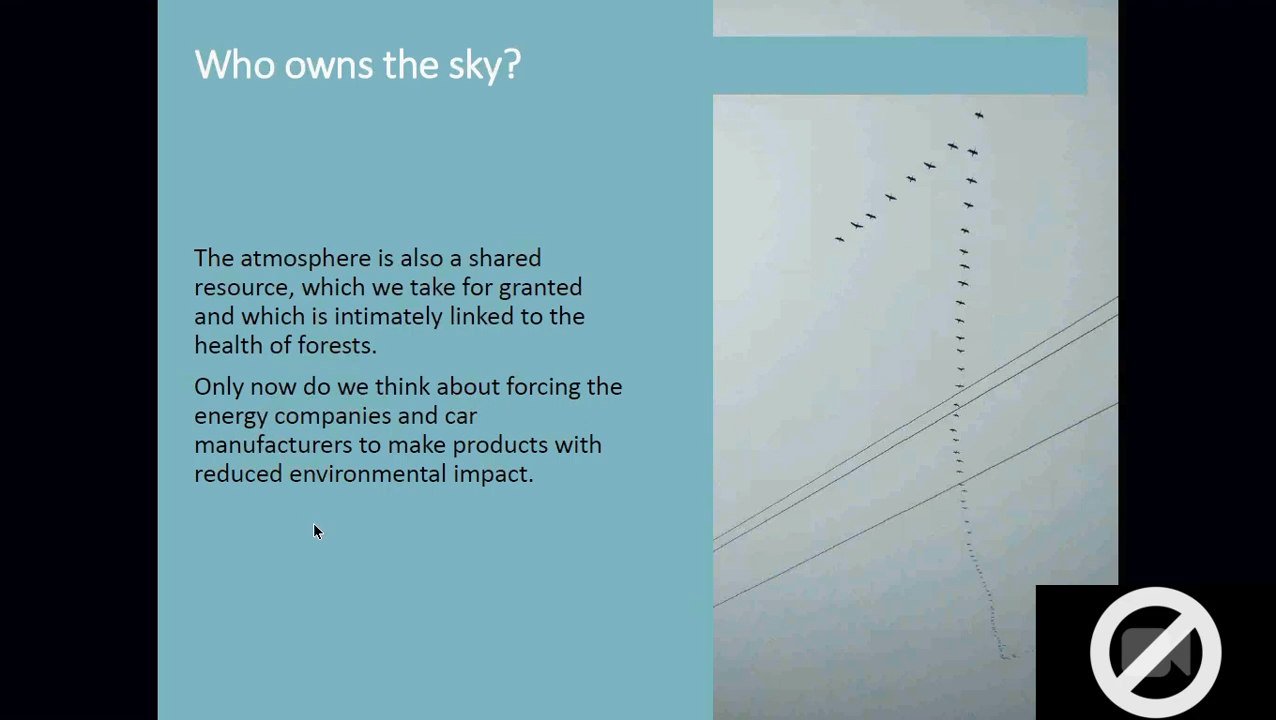 Who owns the sky?
The atmosphere is also a shared
resource, which we take for granted
and which is intimately linked to the
health of forests.
Only now do we think about forcing the
energy companies and car
manufacturers to make products with
reduced environmental impact.